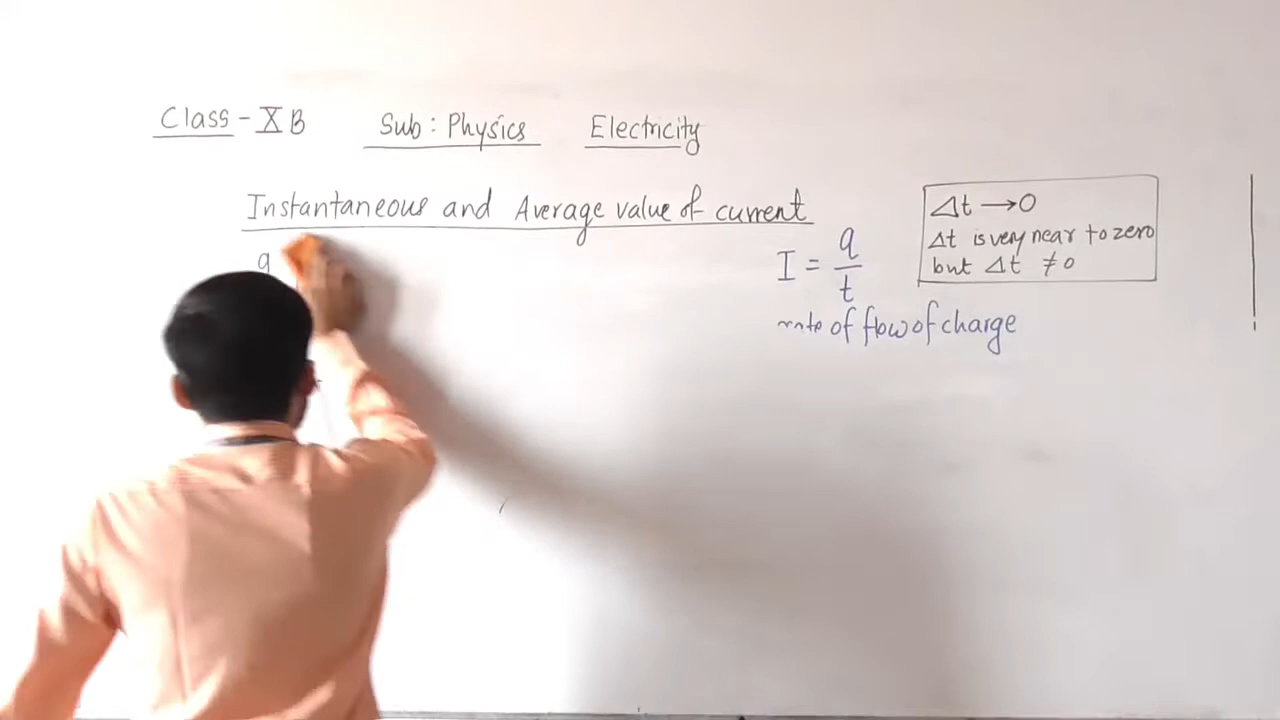 Class - X B Sub : Physics Electricity
Instantaneous and Average value of current
q
I = q/t
rate of flow of charge
Δt → 0
Δt is very near to zero
but Δt ≠ 0